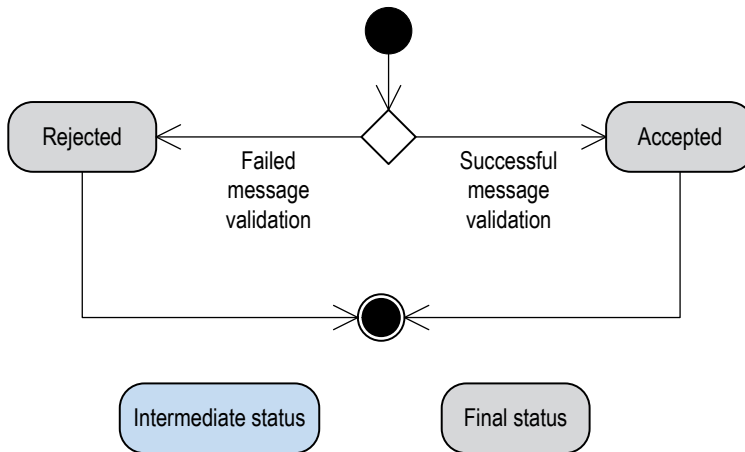 Rejected
Accepted
Failed
message
validation
Successful
message
validation
Intermediate status
Final status